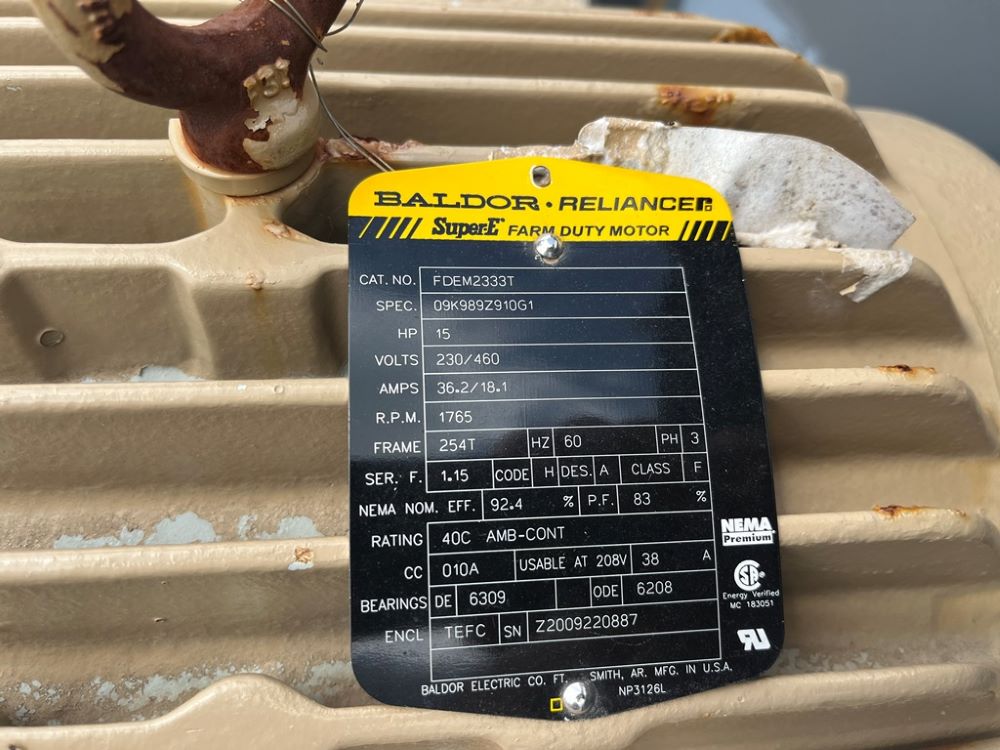 BALDOR • RELIANCER
Super-E FARM DUTY MOTOR
CAT. NO. FDEM2333T
SPEC. 09K989Z910G1
HP 15
VOLTS 230/460
AMPS 36.2/18.1
R.P.M. 1765
FRAME 254T HZ 60 PH 3
SER. F. 1.15 CODE H DES. A CLASS F
NEMA NOM. EFF. 92.4 % P.F. 83 %
RATING 40C AMB-CONT
CC 010A USABLE AT 208V 38 A
BEARINGS DE 6309 ODE 6208
ENCL TEFC SN Z2009220887
NEMA
Premium
Energy Verified
MC 183051
BALDOR ELECTRIC CO. FT. SMITH, AR. MFG. IN U.S.A.
NP3126L